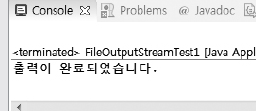 Console Problems @ Javadoc
<terminated> FileOutputStreamTest1 [Java Appl
출력이 완료되었습니다.